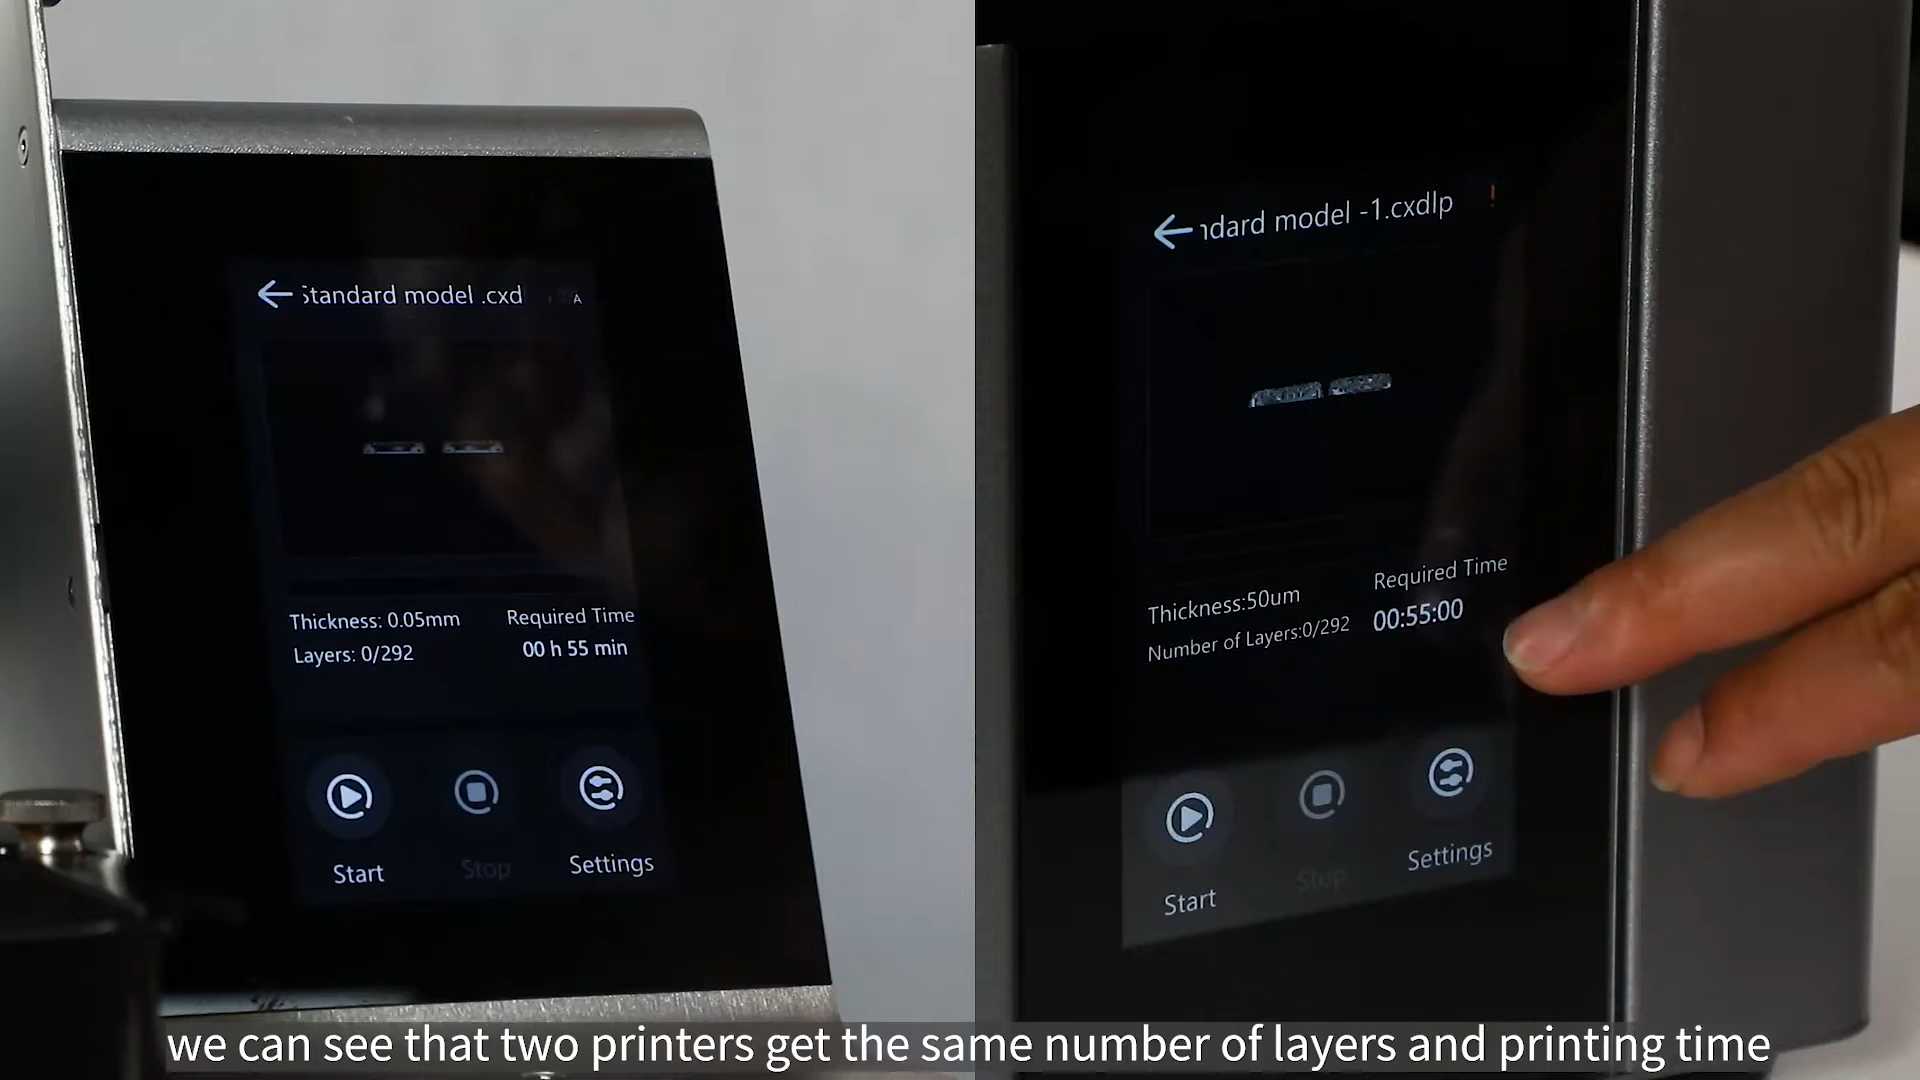 Standard model .cxd
A
Thickness: 0.05mm
Required Time
Layers: 0/292
00 h 55 min
Start
Stop
Settings
ndard model -1.cxdlp
!
Thickness:50um
Required Time
Number of Layers:0/292
00:55:00
Start
Stop
Settings
we can see that two printers get the same number of layers and printing time